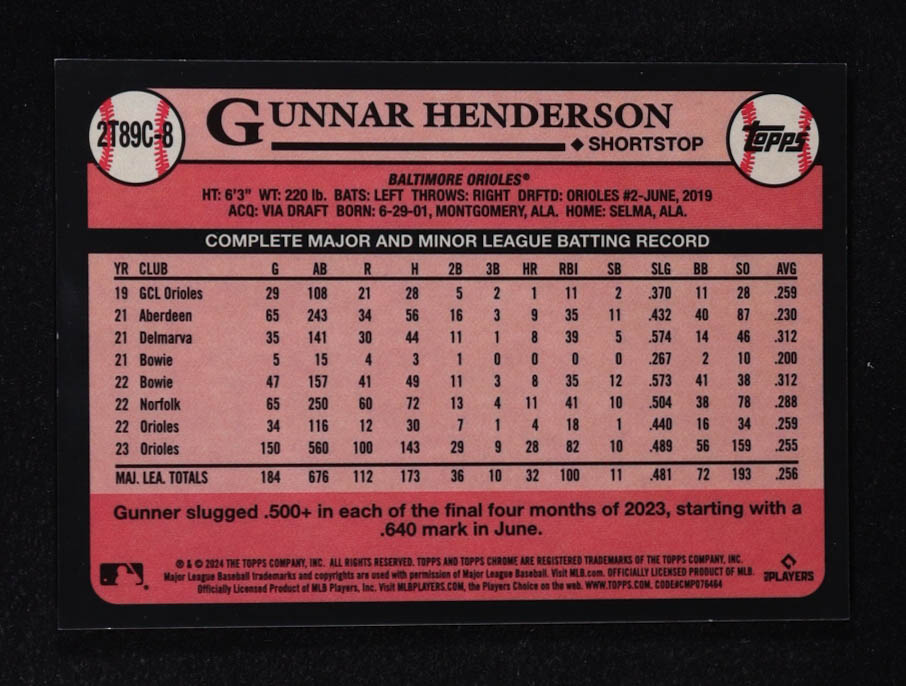 2T89C-8
GUNNAR HENDERSON
◆ SHORTSTOP
Topps
BALTIMORE ORIOLES®
HT: 6'3" WT: 220 lb. BATS: LEFT THROWS: RIGHT DRFTD: ORIOLES #2-JUNE, 2019
ACQ: VIA DRAFT BORN: 6-29-01, MONTGOMERY, ALA. HOME: SELMA, ALA.
COMPLETE MAJOR AND MINOR LEAGUE BATTING RECORD
YR CLUB G AB R H 2B 3B HR RBI SB SLG BB SO AVG
19 GCL Orioles 29 108 21 28 5 2 1 11 2 .370 11 28 .259
21 Aberdeen 65 243 34 56 16 3 9 35 11 .432 40 87 .230
21 Delmarva 35 141 30 44 11 1 8 39 5 .574 14 46 .312
21 Bowie 5 15 4 3 1 0 0 0 0 .267 2 10 .200
22 Bowie 47 157 41 49 11 3 8 35 12 .573 41 38 .312
22 Norfolk 65 250 60 72 13 4 11 41 10 .504 38 78 .288
22 Orioles 34 116 12 30 7 1 4 18 1 .440 16 34 .259
23 Orioles 150 560 100 143 29 9 28 82 10 .489 56 159 .255
MAJ. LEA. TOTALS 184 676 112 173 36 10 32 100 11 .481 72 193 .256
Gunner slugged .500+ in each of the final four months of 2023, starting with a
.640 mark in June.
® & © 2024 THE TOPPS COMPANY, INC. ALL RIGHTS RESERVED. TOPPS AND TOPPS CHROME ARE REGISTERED TRADEMARKS OF THE TOPPS COMPANY, INC.
Major League Baseball trademarks and copyrights are used with permission of Major League Baseball. Visit MLB.com. OFFICIALLY LICENSED PRODUCT OF MLB.
Officially Licensed Product of MLB Players, Inc. Visit MLBPLAYERS.COM, the Players Choice on the web. WWW.TOPPS.COM. CODE#CMP076464
PLAYERS